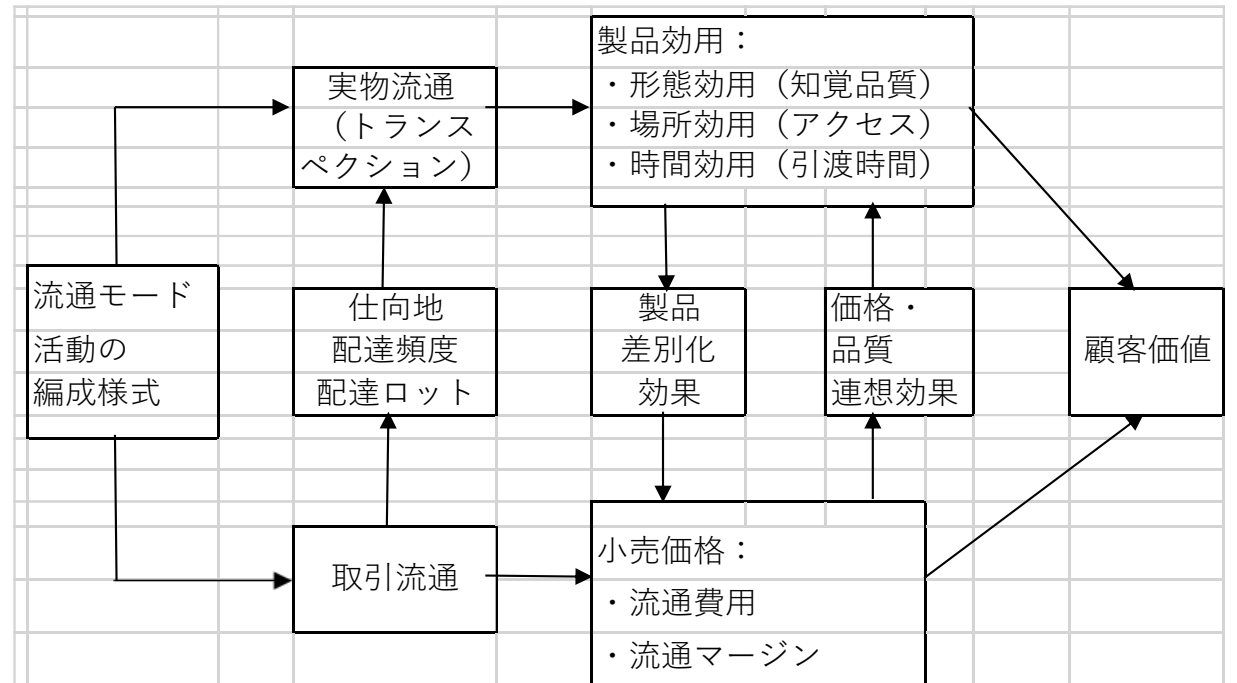 製品効用：
・形態効用（知覚品質）
・場所効用（アクセス）
・時間効用（引渡時間）
実物流通
（トランス
ペクション）
流通モード
活動の
編成様式
仕向地
配達頻度
配達ロット
製品
差別化
効果
価格・
品質
連想効果
顧客価値
取引流通
小売価格：
・流通費用
・流通マージン